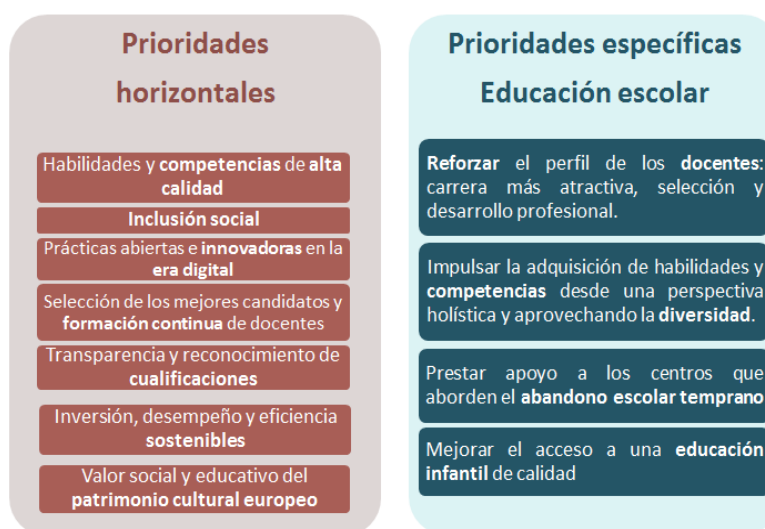 Prioridades
horizontales
Habilidades y competencias de alta
calidad
Inclusión social
Prácticas abiertas e innovadoras en la
era digital
Selección de los mejores candidatos y
formación continua de docentes
Transparencia y reconocimiento de
cualificaciones
Inversión, desempeño y eficiencia
sostenibles
Valor social y educativo del
patrimonio cultural europeo
Prioridades específicas
Educación escolar
Reforzar el perfil de los docentes:
carrera más atractiva, selección y
desarrollo profesional.
Impulsar la adquisición de habilidades y
competencias desde una perspectiva
holística y aprovechando la diversidad.
Prestar apoyo a los centros que
aborden el abandono escolar temprano
Mejorar el acceso a una educación
infantil de calidad